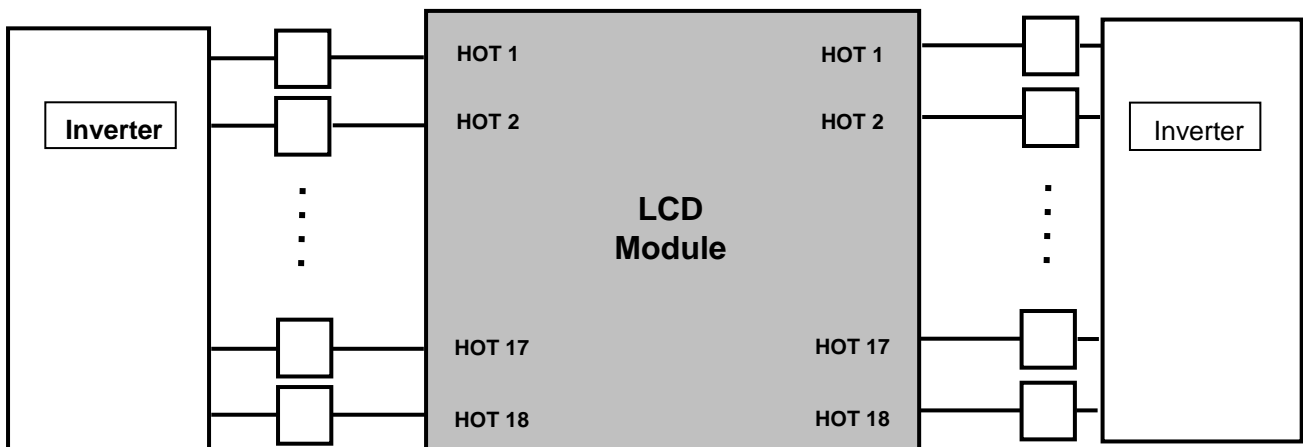 HOT 1 HOT 1
HOT 2 HOT 2
Inverter Inverter
LCD
Module
HOT 17 HOT 17
HOT 18 HOT 18